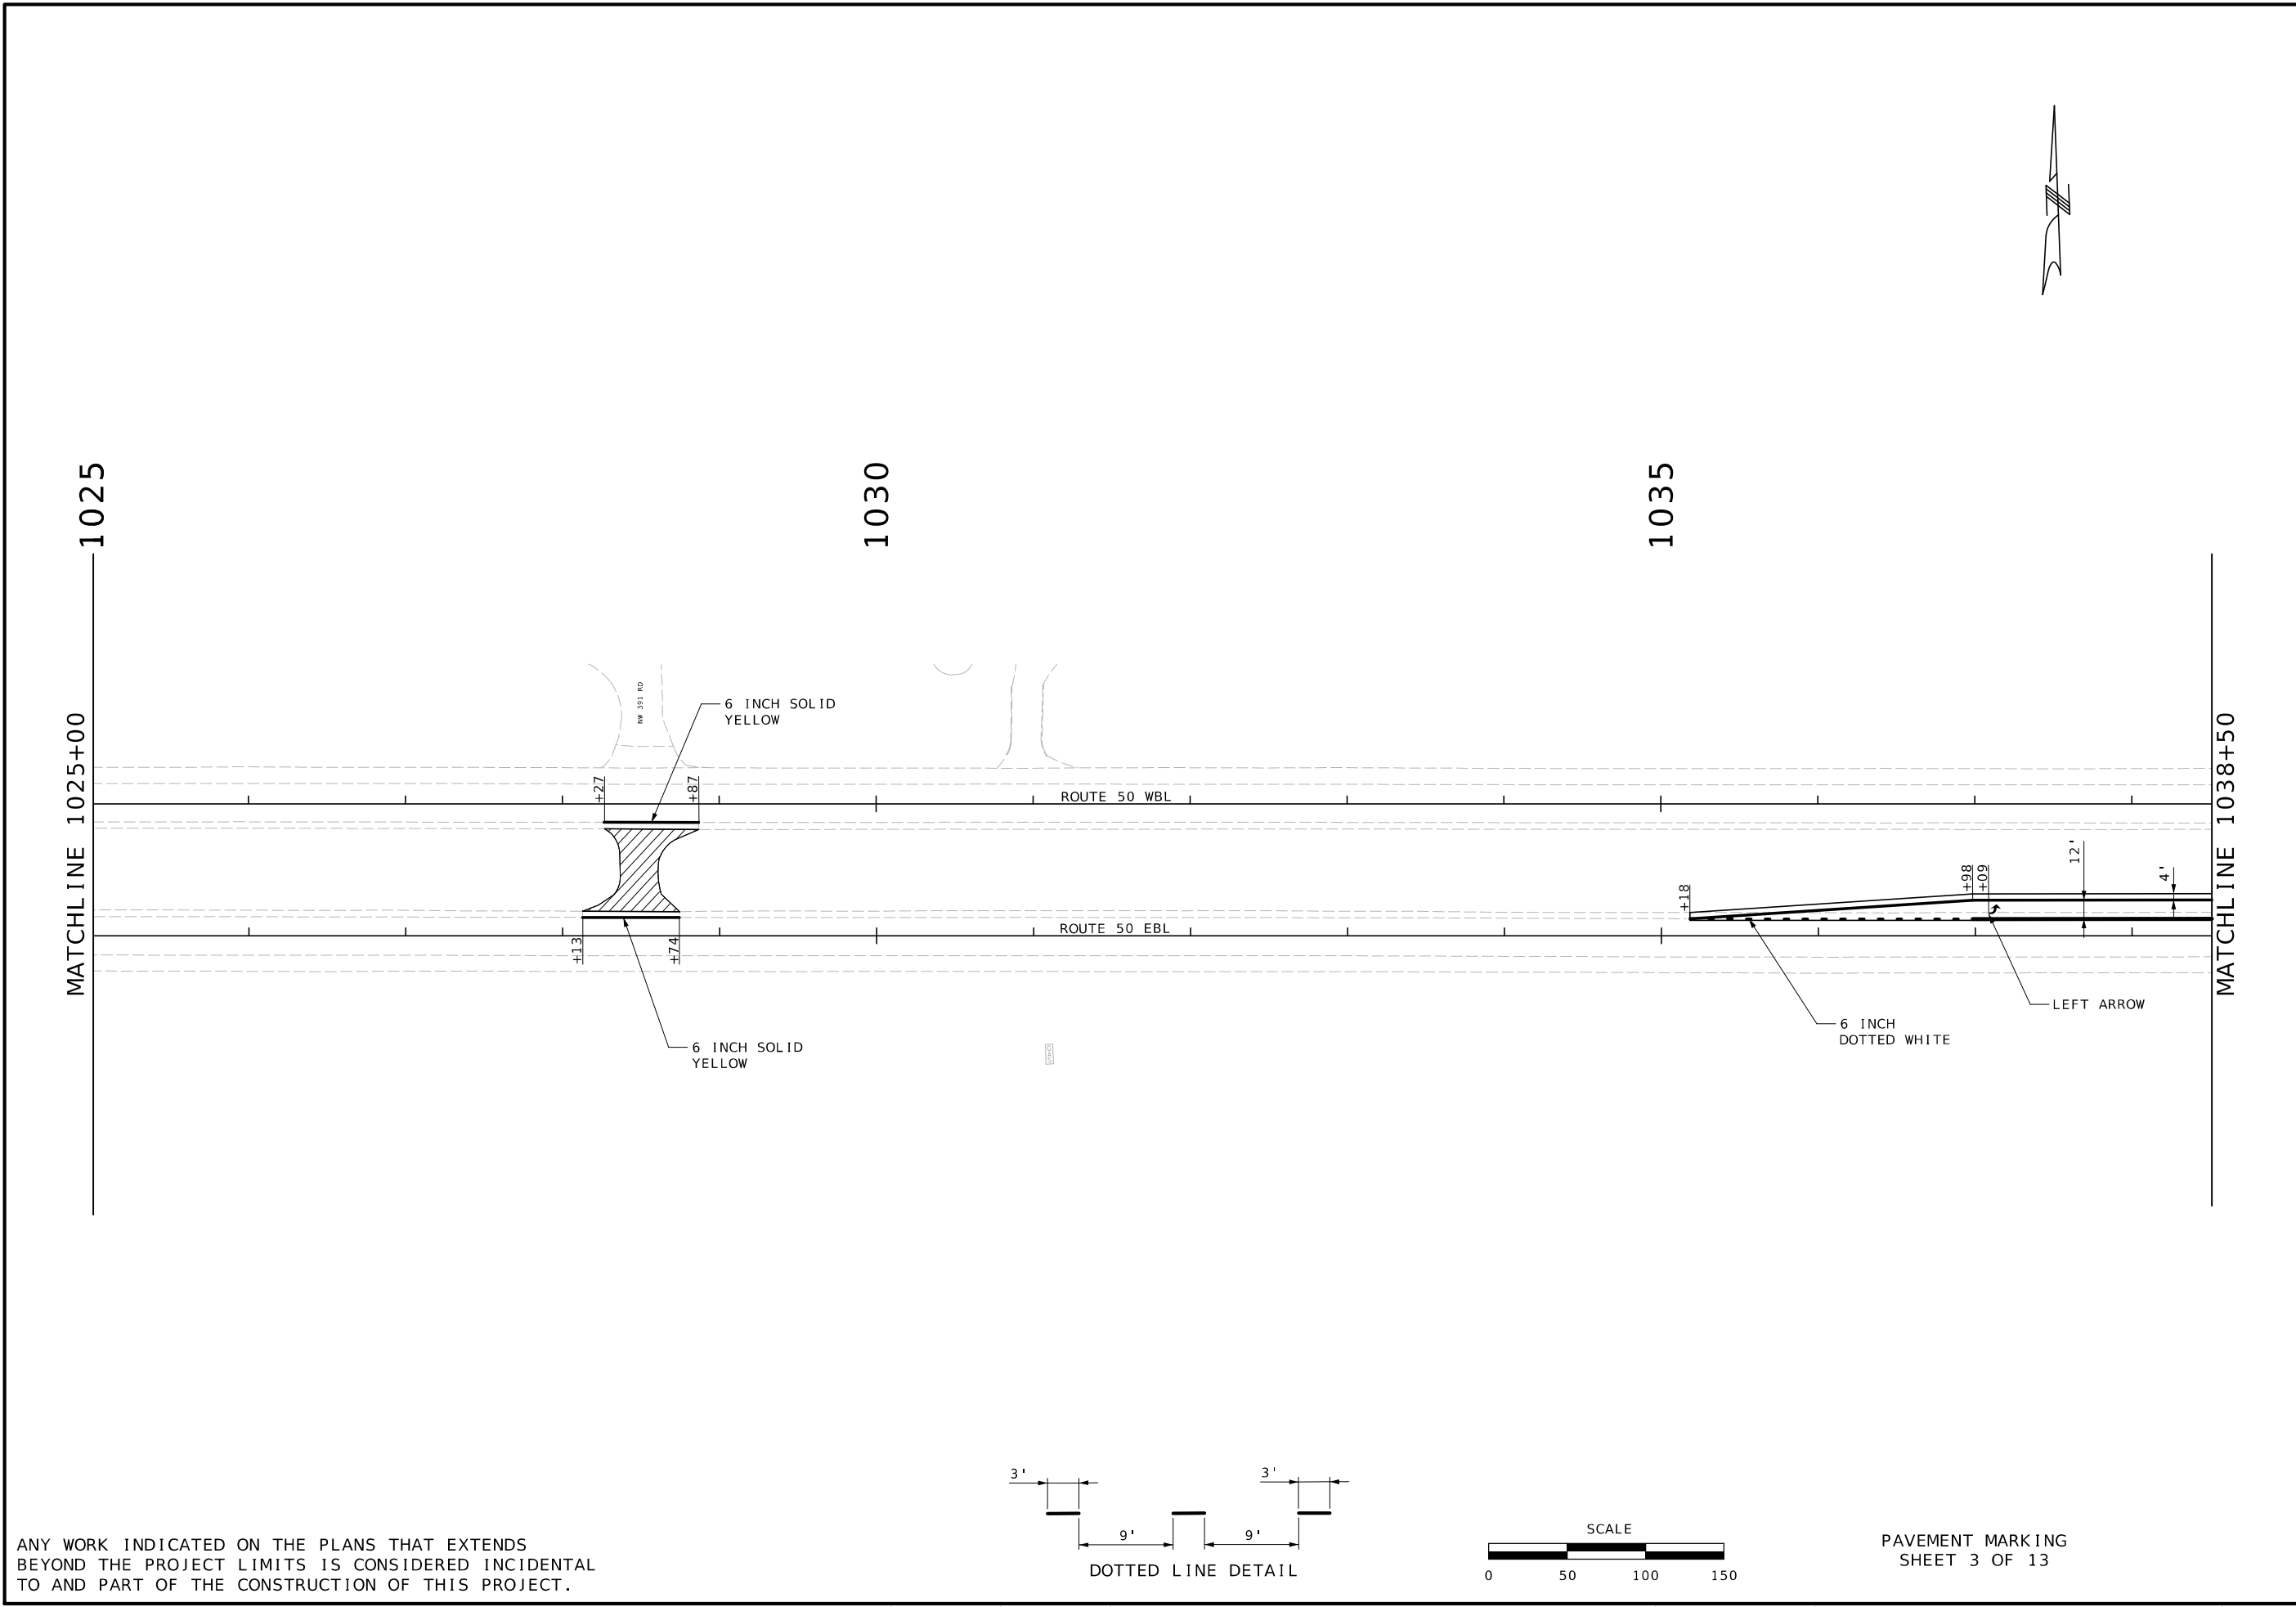 1025
1030
1035
MATCHLINE 1025+00
MATCHLINE 1038+50
NW 391 RD
6 INCH SOLID
YELLOW
+27
+87
ROUTE 50 WBL
12'
4'
+18
+98
+09
ROUTE 50 EBL
+13
+74
LEFT ARROW
6 INCH
DOTTED WHITE
6 INCH SOLID
YELLOW
3'
3'
9'
9'
DOTTED LINE DETAIL
SCALE
0 50 100 150
ANY WORK INDICATED ON THE PLANS THAT EXTENDS
BEYOND THE PROJECT LIMITS IS CONSIDERED INCIDENTAL
TO AND PART OF THE CONSTRUCTION OF THIS PROJECT.
PAVEMENT MARKING
SHEET 3 OF 13